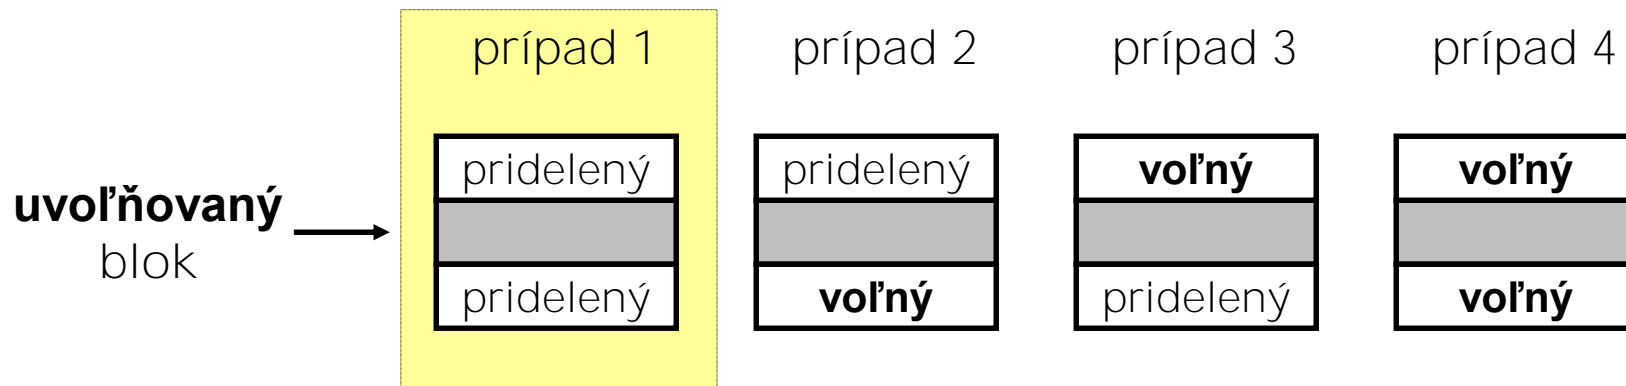 prípad 1
prípad 2
prípad 3
prípad 4
uvoľňovaný
blok
pridelený
pridelený
pridelený
voľný
voľný
pridelený
voľný
voľný